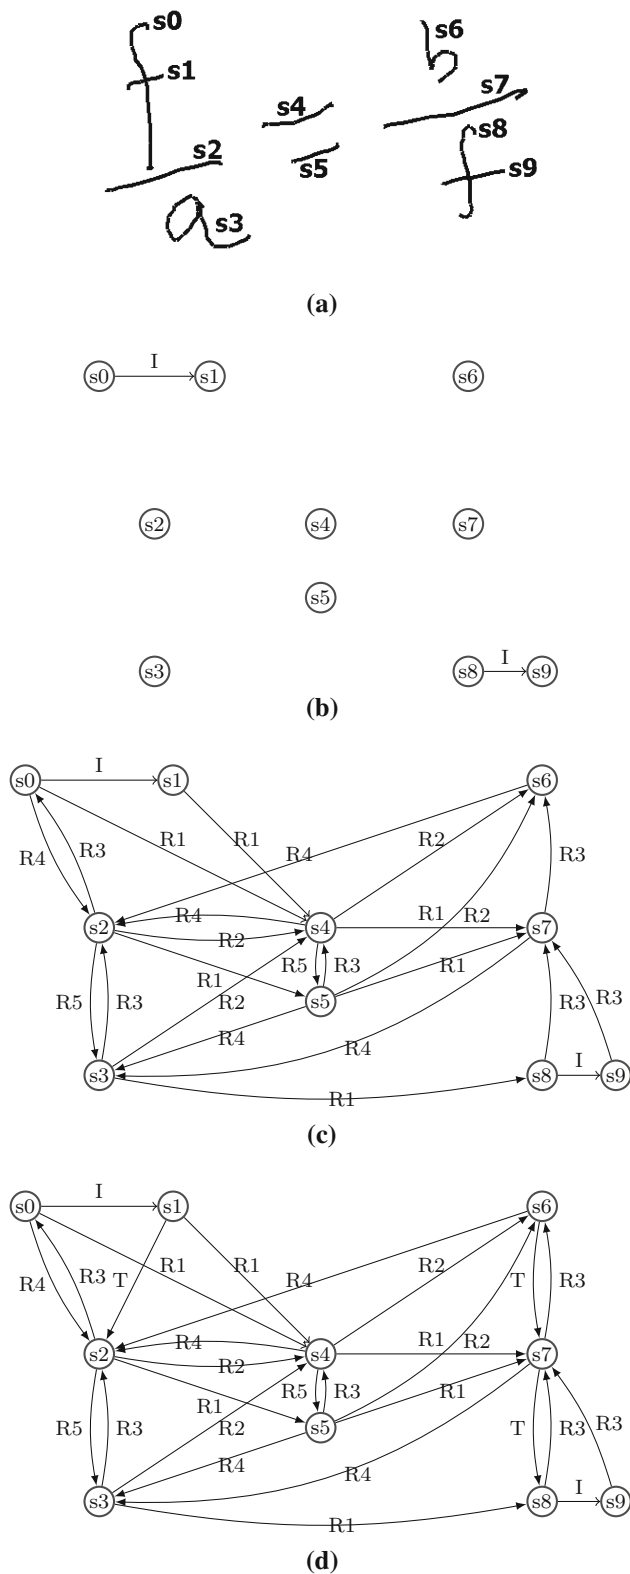 s0
s6
f
b
s1
s7
s4
s2
=
s8
s5
s9
a
f
s3
(a)
I
s0 s1 s6
s2 s4 s7
s5
I
s3 s8 s9
(b)
I
s0 s1 s6
R1 R1 R2
R4 R3 R4 R3
R4 R1 R2
s2 s4 s7
R2
R5 R3 R1
R1
s5
R5 R3 R2 R3 R3
R4 R4
I
s3 s8 s9
R1
(c)
I
s0 s1 s6
R1 R1 R2
R4 R3 T R4 T R3
R4 R1 R2
s2 s4 s7
R2
R5 R3 R1
R1
s5
R5 R3 R2 T R3 R3
R4 R4
I
s3 s8 s9
R1
(d)